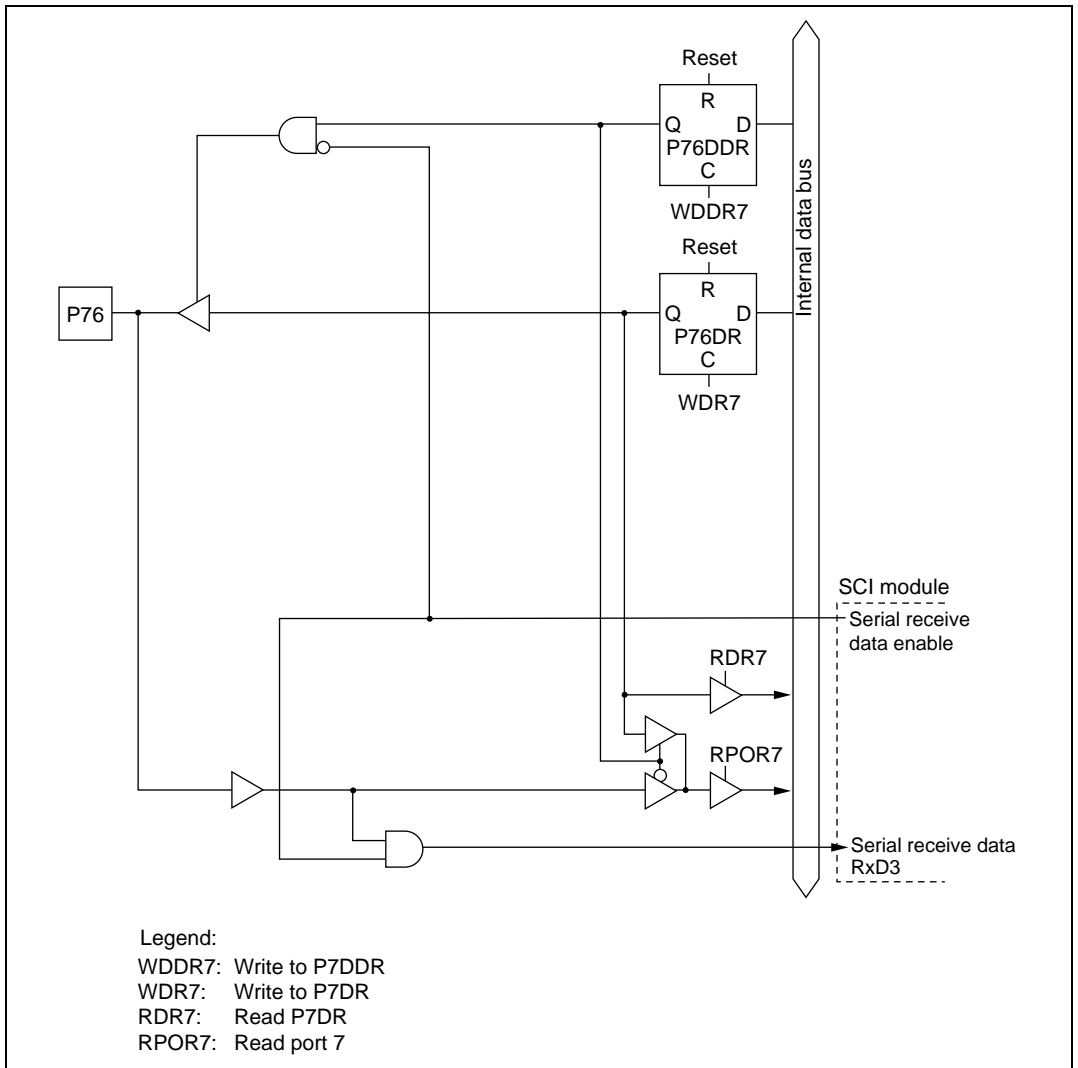 Reset
R
Q D
P76DDR
C
WDDR7
Reset
R
Q D
P76DR
C
WDR7
P76
Internal data bus
SCI module
Serial receive
data enable
RDR7
RPOR7
Serial receive data
RxD3
Legend:
WDDR7: Write to P7DDR
WDR7: Write to P7DR
RDR7: Read P7DR
RPOR7: Read port 7